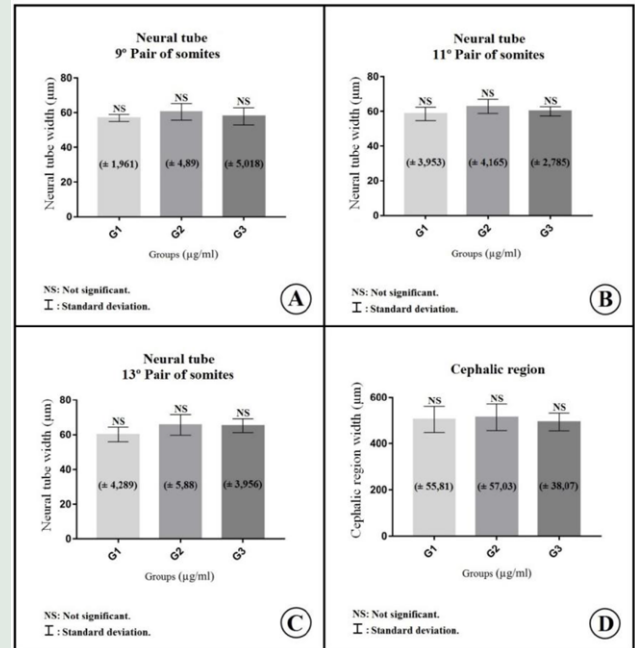 Neural tube
9º Pair of somites
Neural tube width (µm)
80
60
40
20
0
NS
NS
NS
(± 1,961)
(± 4,89)
(± 5,018)
G1
G2
G3
Groups (µg/ml)
NS: Not significant.
: Standard deviation.
A
Neural tube
11º Pair of somites
Neural tube width (µm)
80
60
40
20
0
NS
NS
NS
(± 3,953)
(± 4,165)
(± 2,785)
G1
G2
G3
Groups (µg/ml)
NS: Not significant.
: Standard deviation.
B
Neural tube
13º Pair of somites
Neural tube width (µm)
80
60
40
20
0
NS
NS
NS
(± 4,289)
(± 5,88)
(± 3,956)
G1
G2
G3
Groups (µg/ml)
NS: Not significant.
: Standard deviation.
C
Cephalic region
Cephalic region width (µm)
600
400
200
0
NS
NS
NS
(± 55,81)
(± 57,03)
(± 38,07)
G1
G2
G3
Groups (µg/ml)
NS: Not significant.
: Standard deviation.
D